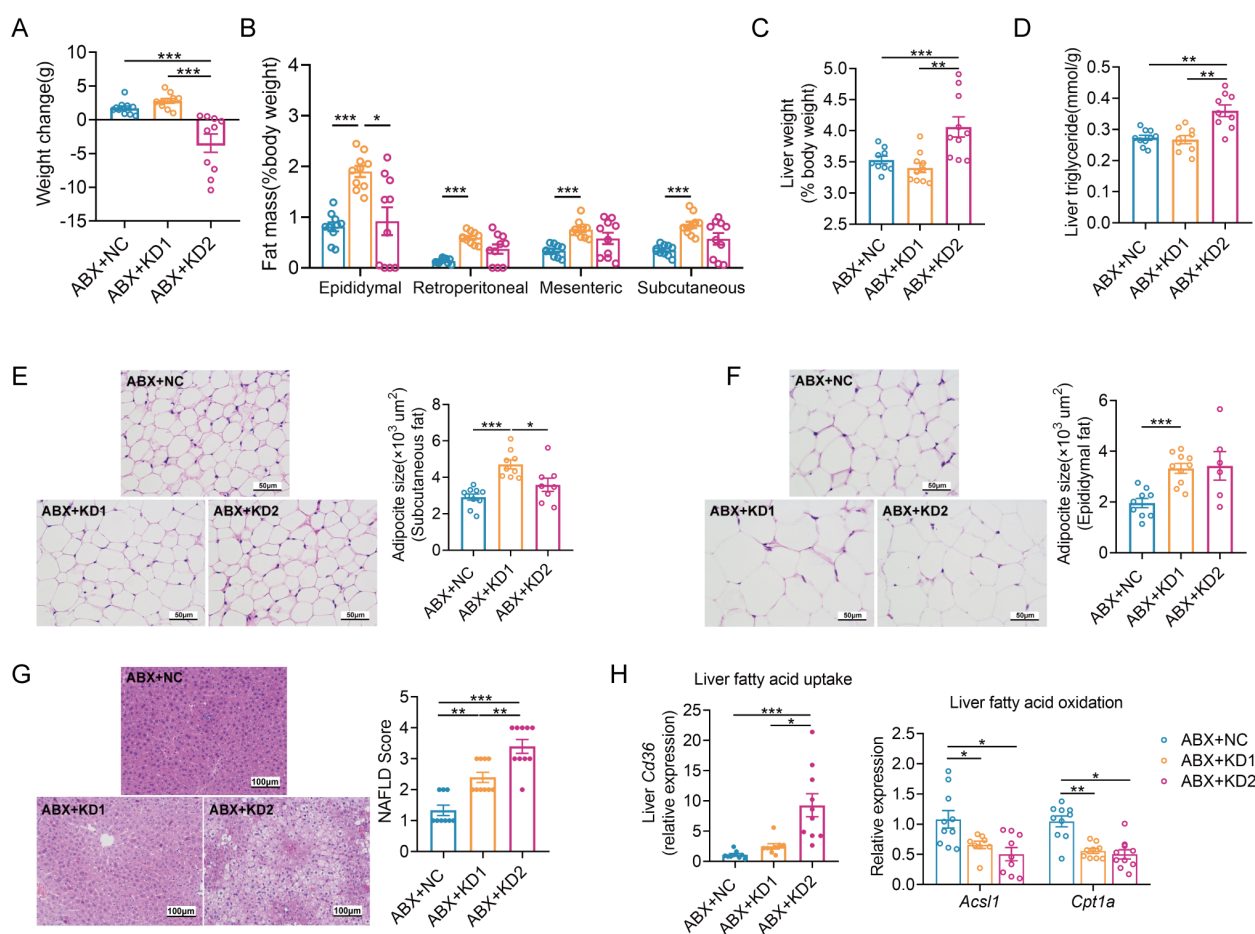 A
Weight change(g)
10
5
0
-5
-10
-15
***
***
ABX+NC
ABX+KD1
ABX+KD2
B
Fat mass(%body weight)
4
3
2
1
0
***
*
***
***
***
Epididymal
Retroperitoneal
Mesenteric
Subcutaneous
C
Liver weight
(% body weight)
5.0
4.5
4.0
3.5
3.0
2.5
***
**
ABX+NC
ABX+KD1
ABX+KD2
D
Liver triglyceride(mmol/g)
0.5
0.4
0.3
0.2
0.1
0.0
**
**
ABX+NC
ABX+KD1
ABX+KD2
E
ABX+NC
50μm
ABX+KD1
50μm
ABX+KD2
50μm
Adipocite size(×10³ um²)
(Subcutaneous fat)
8
6
4
2
0
***
*
ABX+NC
ABX+KD1
ABX+KD2
F
ABX+NC
50μm
ABX+KD1
50μm
ABX+KD2
50μm
Adipocite size(×10³ um²)
(Epididymal fat)
6
4
2
0
***
ABX+NC
ABX+KD1
ABX+KD2
G
ABX+NC
100μm
ABX+KD1
100μm
ABX+KD2
100μm
NAFLD Score
5
4
3
2
1
0
***
**
**
ABX+NC
ABX+KD1
ABX+KD2
H
Liver fatty acid uptake
Liver Cd36
(relative expression)
25
20
15
10
5
0
***
*
ABX+NC
ABX+KD1
ABX+KD2
Liver fatty acid oxidation
Relative expression
2.5
2.0
1.5
1.0
0.5
0.0
*
*
*
**
Acsl1
Cpt1a
ABX+NC
ABX+KD1
ABX+KD2